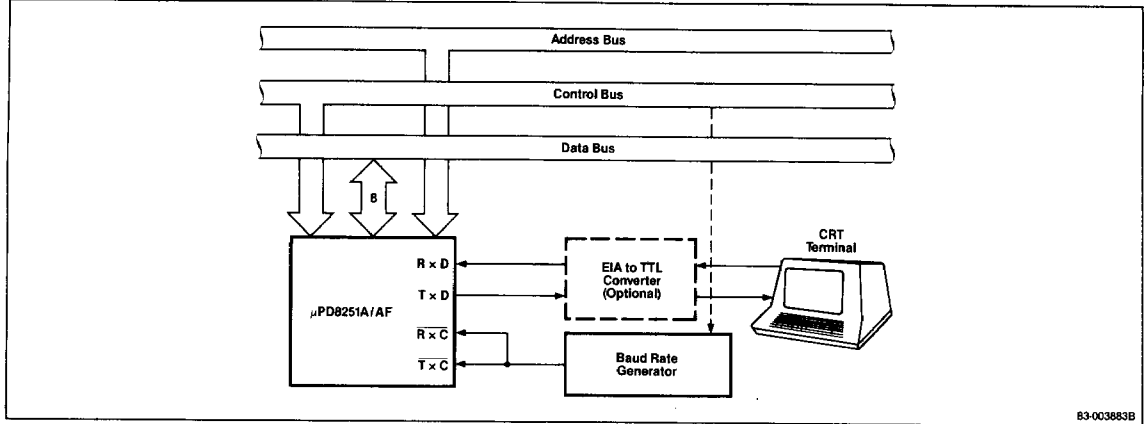 Address Bus
Control Bus
Data Bus
8
CRT
Terminal
R × D
EIA to TTL
Converter
(Optional)
T × D
μPD8251A/AF
R × C
Baud Rate
Generator
T × C
83-003883B